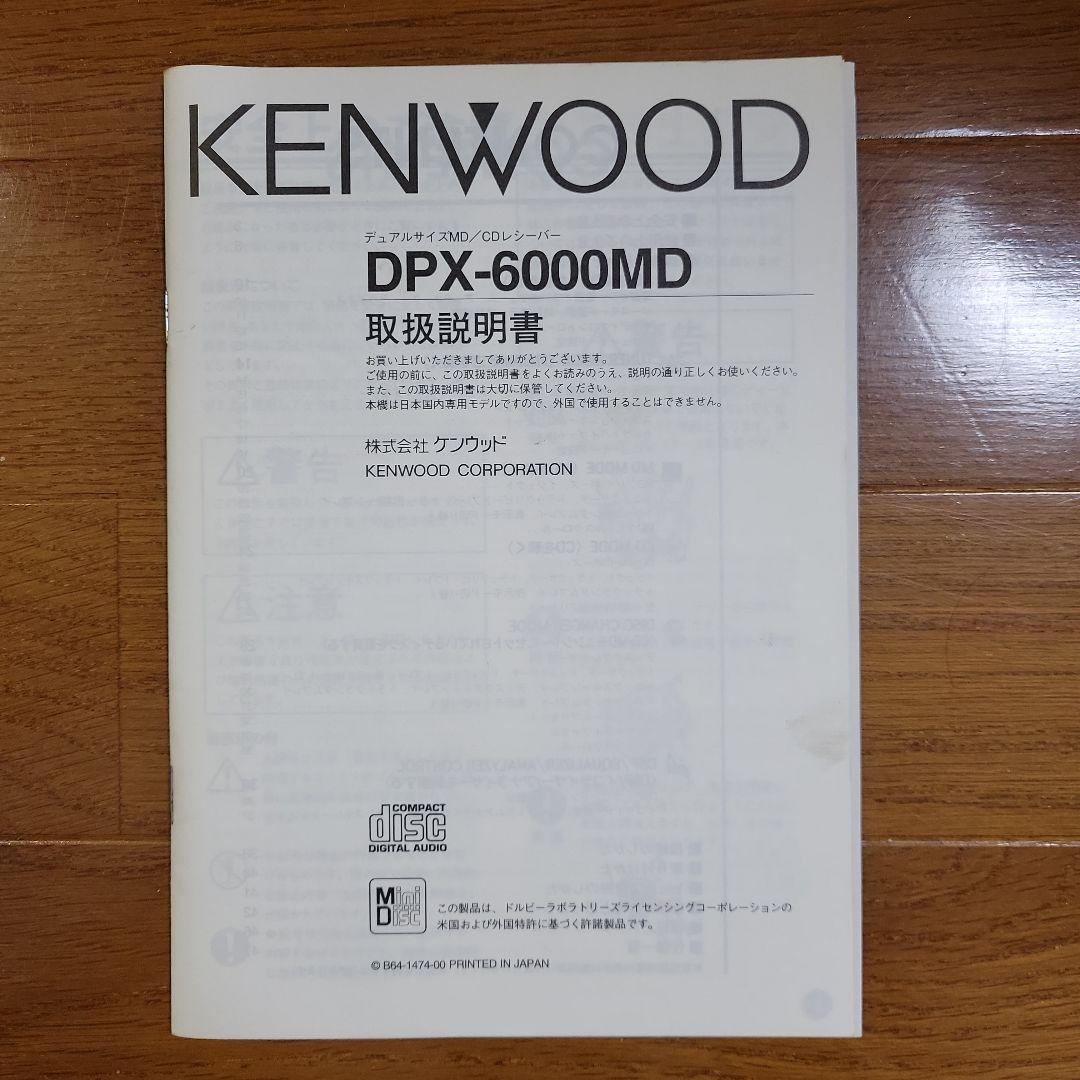 KENWOOD
デュアルサイズMD／CDレシーバー
DPX-6000MD
取扱説明書
お買い上げいただきましてありがとうございます。
ご使用の前に、この取扱説明書をよくお読みのうえ、説明の通り正しくお使いください。
また、この取扱説明書は大切に保管してください。
本機は日本国内専用モデルですので、外国で使用することはできません。
株式会社 ケンウッド
KENWOOD CORPORATION
警告
注意
COMPACT
disc
DIGITAL AUDIO
Mini
Disc
この製品は、ドルビーラボラトリーズライセンシングコーポレーションの
米国および外国特許に基づく許諾製品です。
© B64-1474-00 PRINTED IN JAPAN